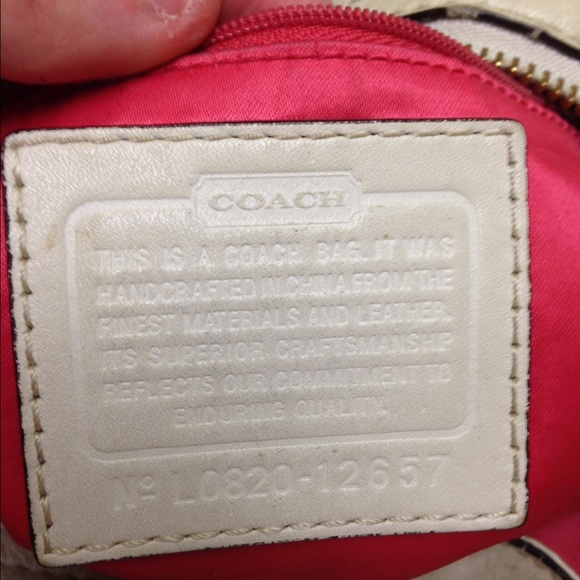 COACH
THIS IS A COACH BAG. IT WAS
HANDCRAFTED IN CHINA FROM THE
FINEST MATERIALS AND LEATHER.
ITS SUPERIOR CRAFTSMANSHIP
REFLECTS OUR COMMITMENT TO
ENDURING QUALITY.
Nº L0820-12657